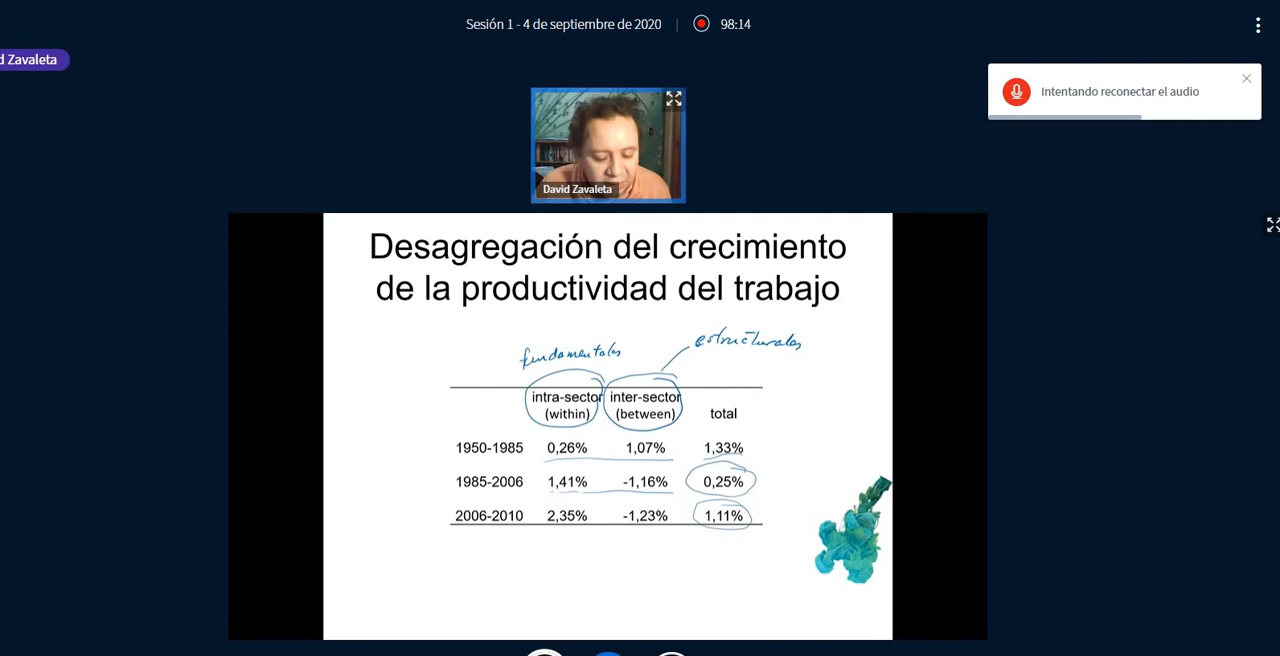 Sesión 1 - 4 de septiembre de 2020 | 98:14
d Zavaleta
Intentando reconectar el audio
David Zavaleta
Desagregación del crecimiento
de la productividad del trabajo
fundamentales
estructurales
intra-sector inter-sector
(within) (between) total
1950-1985 0,26% 1,07% 1,33%
1985-2006 1,41% -1,16% 0,25%
2006-2010 2,35% -1,23% 1,11%